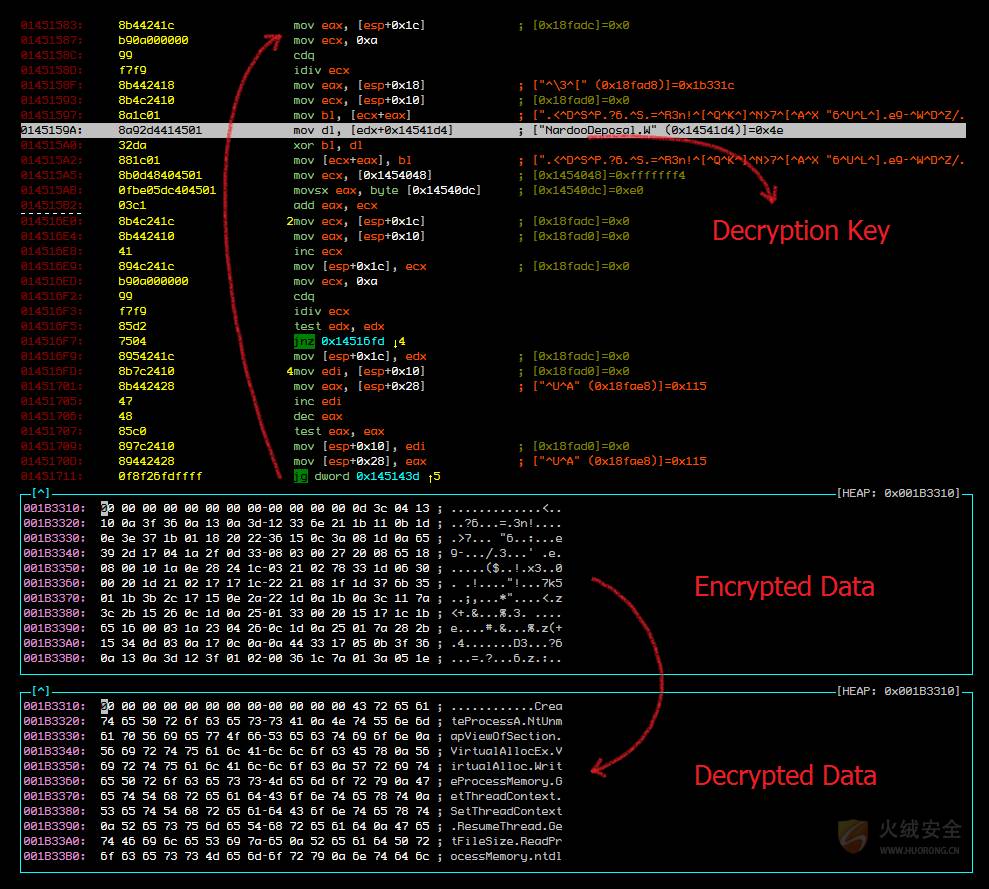 01451583: 8b44241c mov eax, [esp+0x1c] ; [0x18fadc]=0x0
01451587: b90a000000 mov ecx, 0xa
0145158C: 99 cdq
0145158D: f7f9 idiv ecx
0145158F: 8b442418 mov eax, [esp+0x18] ; ["^\3^[" (0x18fad8)]=0x1b331c
01451593: 8b4c2410 mov ecx, [esp+0x10] ; [0x18fad0]=0x0
01451597: 8a1c01 mov bl, [ecx+eax] ; [".<^D^S^P.?6.^S.=^R3n!^[^Q^K^]^N>7^[^A^X "6^U^L^].e9-^W^D^Z/.
0145159A: 8a92d4414501 mov dl, [edx+0x14541d4] ; ["NardooDeposal.W" (0x14541d4)]=0x4e
014515A0: 32da xor bl, dl
014515A2: 881c01 mov [ecx+eax], bl ; [".<^D^S^P.?6.^S.=^R3n!^[^Q^K^]^N>7^[^A^X "6^U^L^].e9-^W^D^Z/.
014515A5: 8b0d48404501 mov ecx, [0x1454048] ; [0x1454048]=0xfffffff4
014515AB: 0fbe05dc404501 movsx eax, byte [0x14540dc] ; [0x14540dc]=0xe0
014515B2: 03c1 add eax, ecx
014516E0: 8b4c241c 2mov ecx, [esp+0x1c] ; [0x18fadc]=0x0
014516E4: 8b442410 mov eax, [esp+0x10] ; [0x18fad0]=0x0
014516E8: 41 inc ecx
014516E9: 894c241c mov [esp+0x1c], ecx ; [0x18fadc]=0x0
014516ED: b90a000000 mov ecx, 0xa
014516F2: 99 cdq
014516F3: f7f9 idiv ecx
014516F5: 85d2 test edx, edx
014516F7: 7504 jnz 0x14516fd ↓4
014516F9: 8954241c mov [esp+0x1c], edx ; [0x18fadc]=0x0
014516FD: 8b7c2410 4mov edi, [esp+0x10] ; [0x18fad0]=0x0
01451701: 8b442428 mov eax, [esp+0x28] ; ["^U^A" (0x18fae8)]=0x115
01451705: 47 inc edi
01451706: 48 dec eax
01451707: 85c0 test eax, eax
01451709: 897c2410 mov [esp+0x10], edi ; [0x18fad0]=0x0
0145170D: 89442428 mov [esp+0x28], eax ; ["^U^A" (0x18fae8)]=0x115
01451711: 0f8f26fdffff jg dword 0x145143d ↑5
Decryption Key
[^] [HEAP: 0x001B3310]
001B3310: 00 00 00 00 00 00 00 00-00 00 00 00 0d 3c 04 13 ; .............<..
001B3320: 10 0a 3f 36 0a 13 0a 3d-12 33 6e 21 1b 11 0b 1d ; ..?6...=.3n!....
001B3330: 0e 3e 37 1b 01 18 20 22-36 15 0c 3a 08 1d 0a 65 ; .>7... "6..:...e
001B3340: 39 2d 17 04 1a 2f 0d 33-08 03 00 27 20 08 65 18 ; 9-.../.3...' .e.
001B3350: 08 00 10 1a 0e 28 24 1c-03 21 02 78 33 1d 06 30 ; .....($..!.x3..0
001B3360: 00 20 1d 21 02 17 17 1c-22 21 08 1f 1d 37 6b 35 ; . .!...."!...7k5
001B3370: 01 1b 3b 2c 17 15 0e 2a-22 1d 0a 1b 0a 3c 11 7a ; ..;,...*"....<.z
001B3380: 3c 2b 15 26 0c 1d 0a 25-01 33 00 20 15 17 1c 1b ; <+.&...%.3. ....
001B3390: 65 16 00 03 1a 23 04 26-0c 1d 0a 25 01 7a 28 2b ; e....#.&...%.z(+
001B33A0: 15 34 0d 03 0a 17 0c 0a-0a 44 33 17 05 0b 3f 36 ; .4.......D3...?6
001B33B0: 0a 13 0a 3d 12 3f 01 02-00 36 1c 7a 01 3a 05 1e ; ...=.?...6.z.:..
Encrypted Data
[^] [HEAP: 0x001B3310]
001B3310: 00 00 00 00 00 00 00 00-00 00 00 00 43 72 65 61 ; ............Crea
001B3320: 74 65 50 72 6f 63 65 73-73 41 0a 4e 74 55 6e 6d ; teProcessA.NtUnm
001B3330: 61 70 56 69 65 77 4f 66-53 65 63 74 69 6f 6e 0a ; apViewOfSection.
001B3340: 56 69 72 74 75 61 6c 41-6c 6c 6f 63 45 78 0a 56 ; VirtualAllocEx.V
001B3350: 69 72 74 75 61 6c 41 6c-6c 6f 63 0a 57 72 69 74 ; irtualAlloc.Writ
001B3360: 65 50 72 6f 63 65 73 73-4d 65 6d 6f 72 79 0a 47 ; eProcessMemory.G
001B3370: 65 74 54 68 72 65 61 64-43 6f 6e 74 65 78 74 0a ; etThreadContext.
001B3380: 53 65 74 54 68 72 65 61-64 43 6f 6e 74 65 78 74 ; SetThreadContext
001B3390: 0a 52 65 73 75 6d 65 54-68 72 65 61 64 0a 47 65 ; .ResumeThread.Ge
001B33A0: 74 46 69 6c 65 53 69 7a-65 0a 52 65 61 64 50 72 ; tFileSize.ReadPr
001B33B0: 6f 63 65 73 73 4d 65 6d-6f 72 79 0a 6e 74 64 6c ; ocessMemory.ntdl
Decrypted Data
火绒安全
WWW.HUORONG.CN